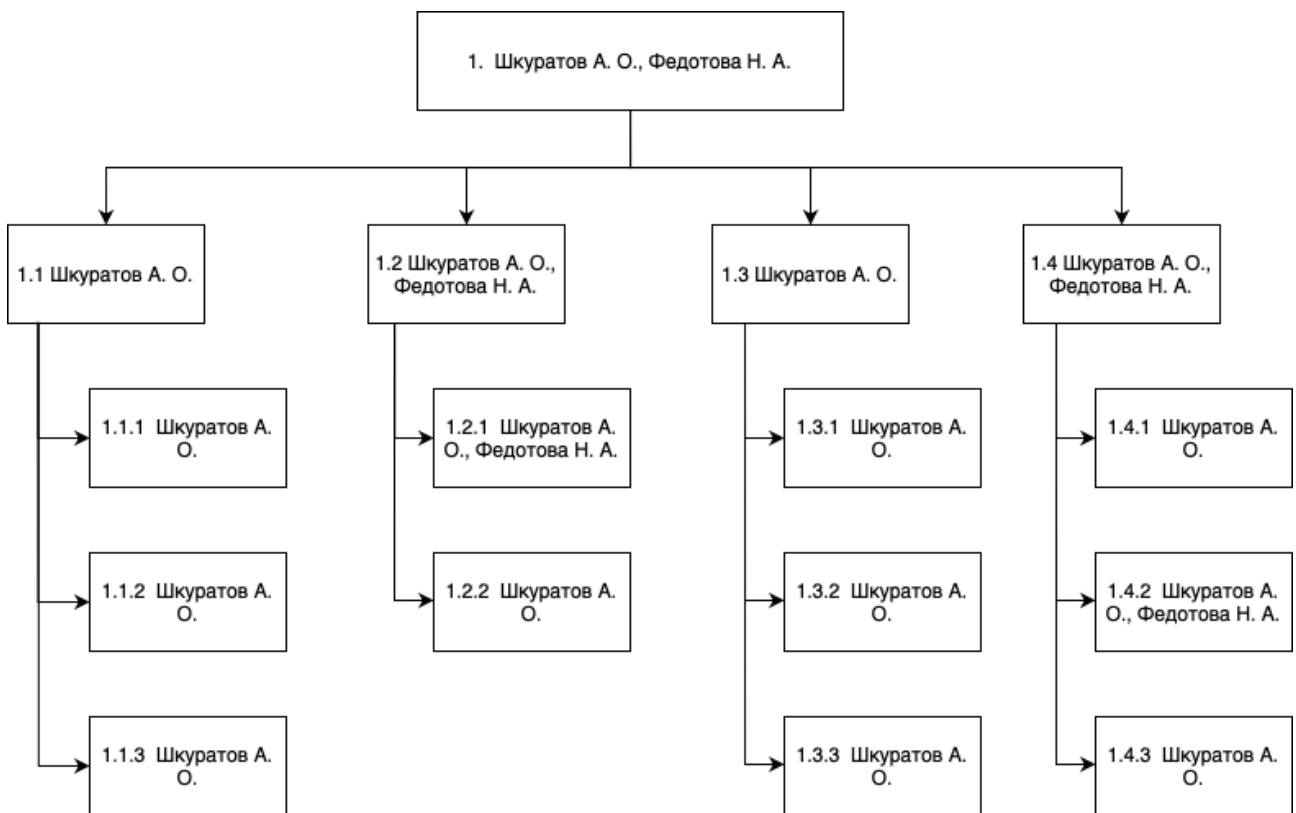 1. Шкуратов А. О., Федотова Н. А.
1.1 Шкуратов А. О.
1.2 Шкуратов А. О.,
Федотова Н. А.
1.3 Шкуратов А. О.
1.4 Шкуратов А. О.,
Федотова Н. А.
1.1.1 Шкуратов А.
О.
1.2.1 Шкуратов А.
О., Федотова Н. А.
1.3.1 Шкуратов А.
О.
1.4.1 Шкуратов А.
О.
1.1.2 Шкуратов А.
О.
1.2.2 Шкуратов А.
О.
1.3.2 Шкуратов А.
О.
1.4.2 Шкуратов А.
О., Федотова Н. А.
1.1.3 Шкуратов А.
О.
1.3.3 Шкуратов А.
О.
1.4.3 Шкуратов А.
О.